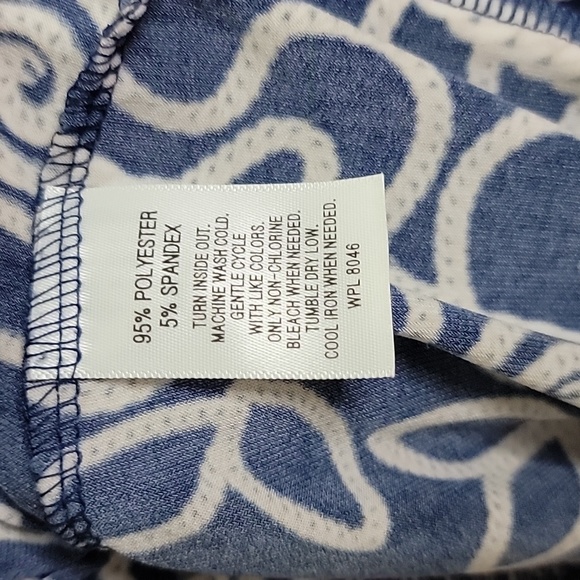 95% POLYESTER
5% SPANDEX
TURN INSIDE OUT.
MACHINE WASH COLD.
GENTLE CYCLE
WITH LIKE COLORS.
ONLY NON-CHLORINE
BLEACH WHEN NEEDED.
TUMBLE DRY LOW.
COOL IRON WHEN NEEDED.
WPL 8046